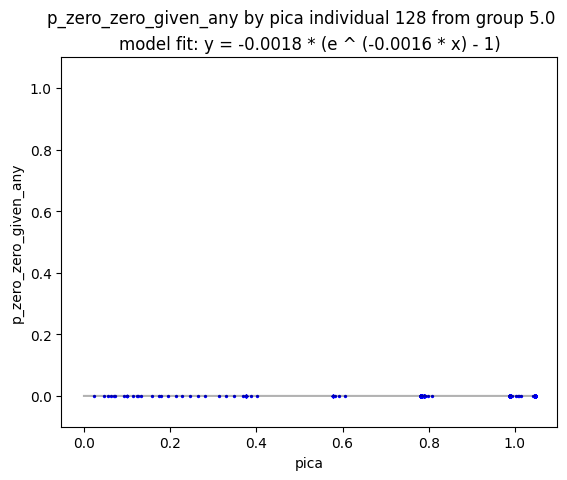 p_zero_zero_given_any by pica individual 128 from group 5.0
model fit: y = -0.0018 * (e ^ (-0.0016 * x) - 1)
1.0
0.8
0.6
0.4
0.2
0.0
p_zero_zero_given_any
0.0 0.2 0.4 0.6 0.8 1.0
pica